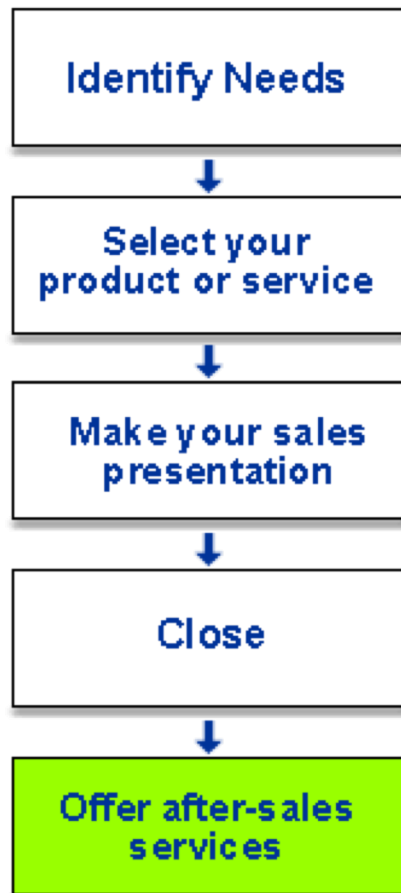 Identify Needs
Select your
product or service
Make your sales
presentation
Close
Offer after-sales
services